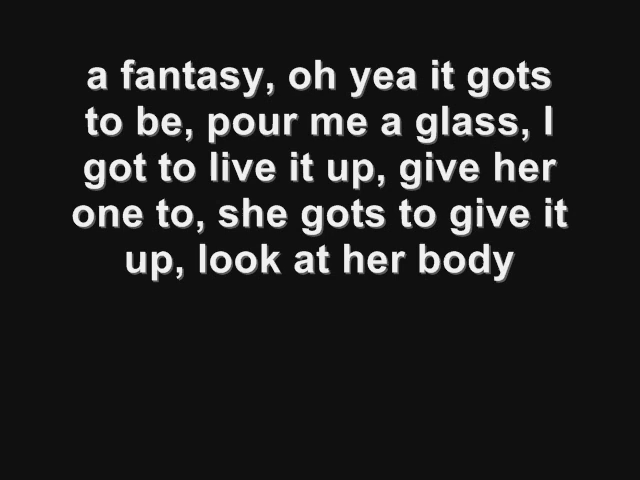 a fantasy, oh yea it gots
to be, pour me a glass, I
got to live it up, give her
one to, she gots to give it
up, look at her body